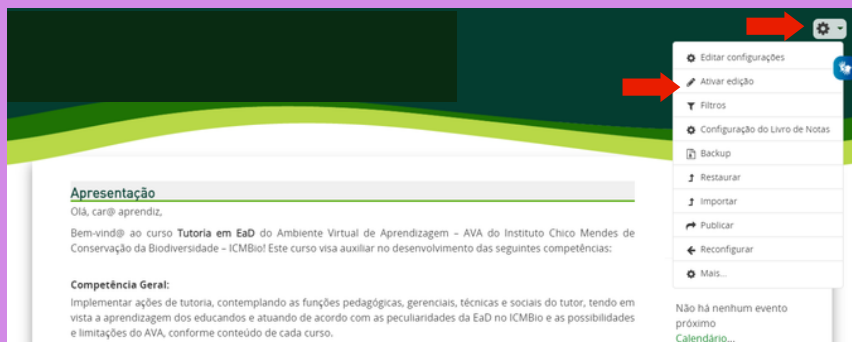 Editar configurações
Ativar edição
Filtros
Configuração do Livro de Notas
Backup
Restaurar
Importar
Publicar
Reconfigurar
Mais...
Apresentação
Olá, car@ aprendiz,
Bem-vind@ ao curso Tutoria em EaD do Ambiente Virtual de Aprendizagem – AVA do Instituto Chico Mendes de
Conservação da Biodiversidade – ICMBio! Este curso visa auxiliar no desenvolvimento das seguintes competências:
Competência Geral:
Implementar ações de tutoria, contemplando as funções pedagógicas, gerenciais, técnicas e sociais do tutor, tendo em
vista a aprendizagem dos educandos e atuando de acordo com as peculiaridades da EaD no ICMBio e as possibilidades
e limitações do AVA, conforme conteúdo de cada curso.
Não há nenhum evento
próximo
Calendário...